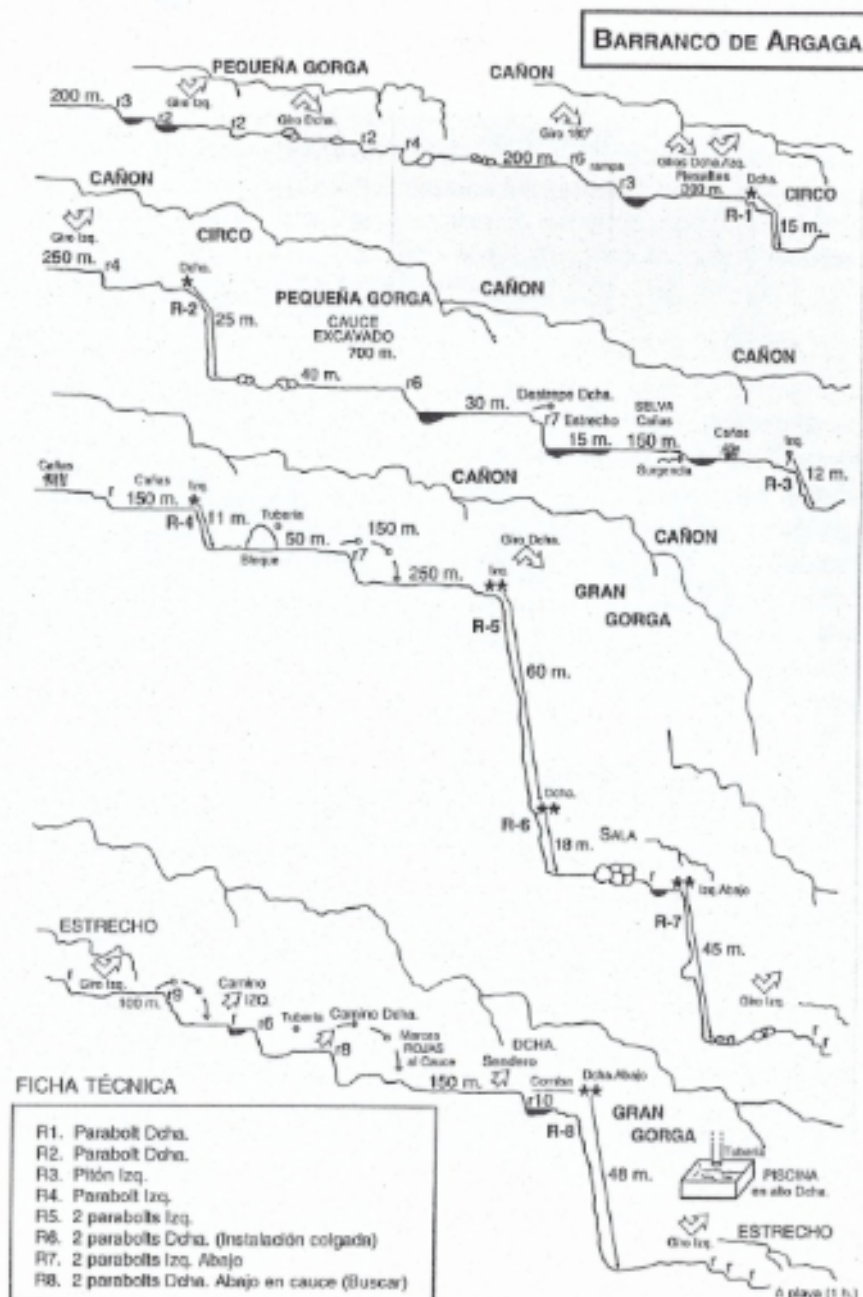 BARRANCO DE ARGAGA
PEQUEÑA GORGA
CAÑON
200 m.
r3
Giro Izq.
r2
r2
Giro Dcha.
r2
r4
200 m.
Giro 180°
r6
rampa
r3
Giros Dcha./Izq.
Resaltes
300 m.
Dcha.
R-1
CIRCO
15 m.
CAÑON
Giro Izq.
250 m.
r4
CIRCO
Dcha.
R-2
25 m.
PEQUEÑA GORGA
CAUCE
EXCAVADO
700 m.
40 m.
r6
CAÑON
30 m.
Destrepe Dcha.
r7
Estrecho
15 m.
SELVA
Cañas
150 m.
Surgencia
Cañas
CAÑON
Izq.
R-3
12 m.
Cañas
r
Cañas
150 m.
Izq.
R-4
11 m.
Tubería
Bloque
50 m.
r7
150 m.
CAÑON
250 m.
Izq.
R-5
Giro Dcha.
CAÑON
GRAN
GORGA
60 m.
Dcha.
R-6
18 m.
SALA
r
Izq. Abajo
R-7
45 m.
Giro Izq.
r
r
ESTRECHO
r
Giro Izq.
100 m.
r9
Camino
IZQ.
r
r6
Tubería
Camino Dcha.
r8
Marcas
ROJAS
al Cauce
150 m.
DCHA.
Sendero
r10
Dcha. Abajo
R-8
48 m.
GRAN
GORGA
Tubería
PISCINA
en alto Dcha.
Giro Izq.
ESTRECHO
r
r
r
a playa (1 h.)
FICHA TÉCNICA
R1. Parabolt Dcha.
R2. Parabolt Dcha.
R3. Pitón Izq.
R4. Parabolt Izq.
R5. 2 parabolts Izq.
R6. 2 parabolts Dcha. (Instalación colgada)
R7. 2 parabolts Izq. Abajo
R8. 2 parabolts Dcha. Abajo en cauce (Buscar)